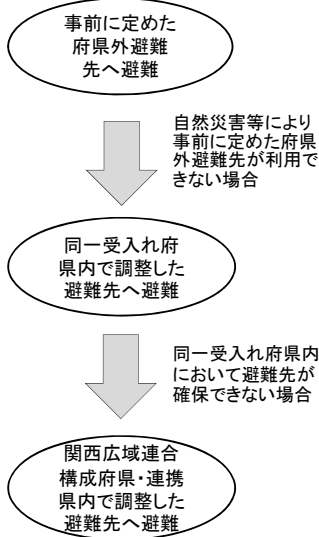 事前に定めた
府県外避難
先へ避難
自然災害等により
事前に定めた府県
外避難先が利用で
きない場合
同一受入れ府
県内で調整した
避難先へ避難
同一受入れ府県内
において避難先が
確保できない場合
関西広域連合
構成府県・連携
県内で調整した
避難先へ避難